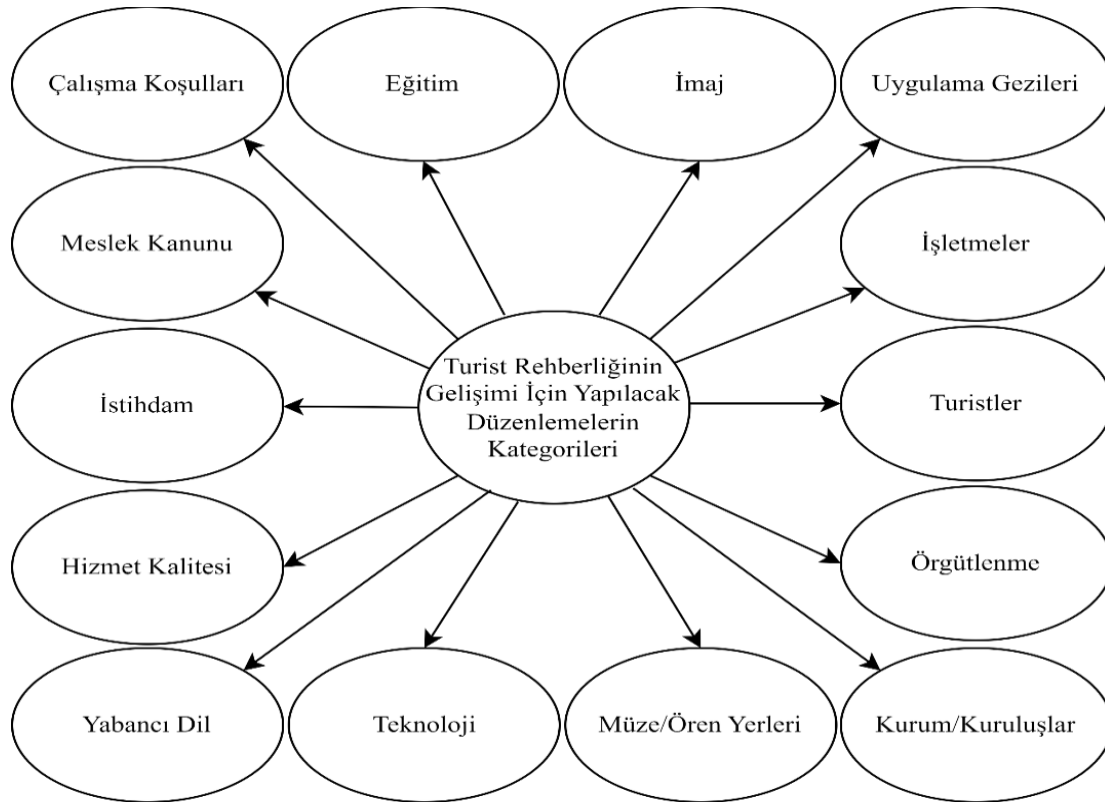 Çalışma Koşulları
Eğitim
İmaj
Uygulama Gezileri
Meslek Kanunu
İşletmeler
Turist Rehberliğinin
Gelişimi İçin Yapılacak
Düzenlemelerin
Kategorileri
İstihdam
Turistler
Hizmet Kalitesi
Örgütlenme
Yabancı Dil
Teknoloji
Müze/Ören Yerleri
Kurum/Kuruluşlar